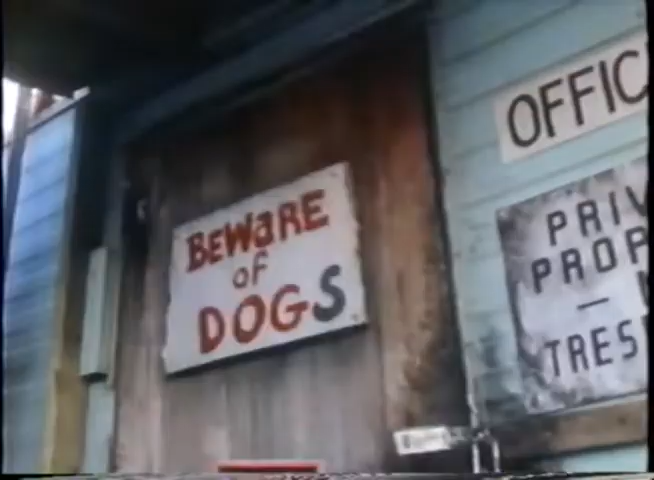 BEWaRE
of
DOGS
OFFIC
PRIV
PROP
—
TRES